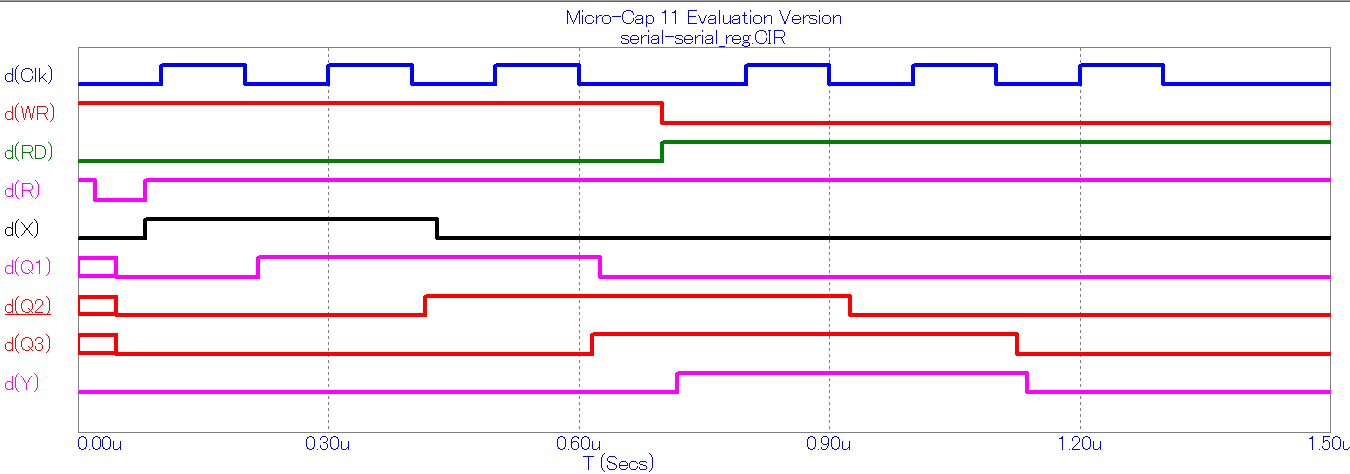 Micro-Cap 11 Evaluation Version
serial-serial_reg.CIR
d(Clk)
d(WR)
d(RD)
d(R)
d(X)
d(Q1)
d(Q2)
d(Q3)
d(Y)
0.00u 0.30u 0.60u 0.90u 1.20u 1.50u
T (Secs)